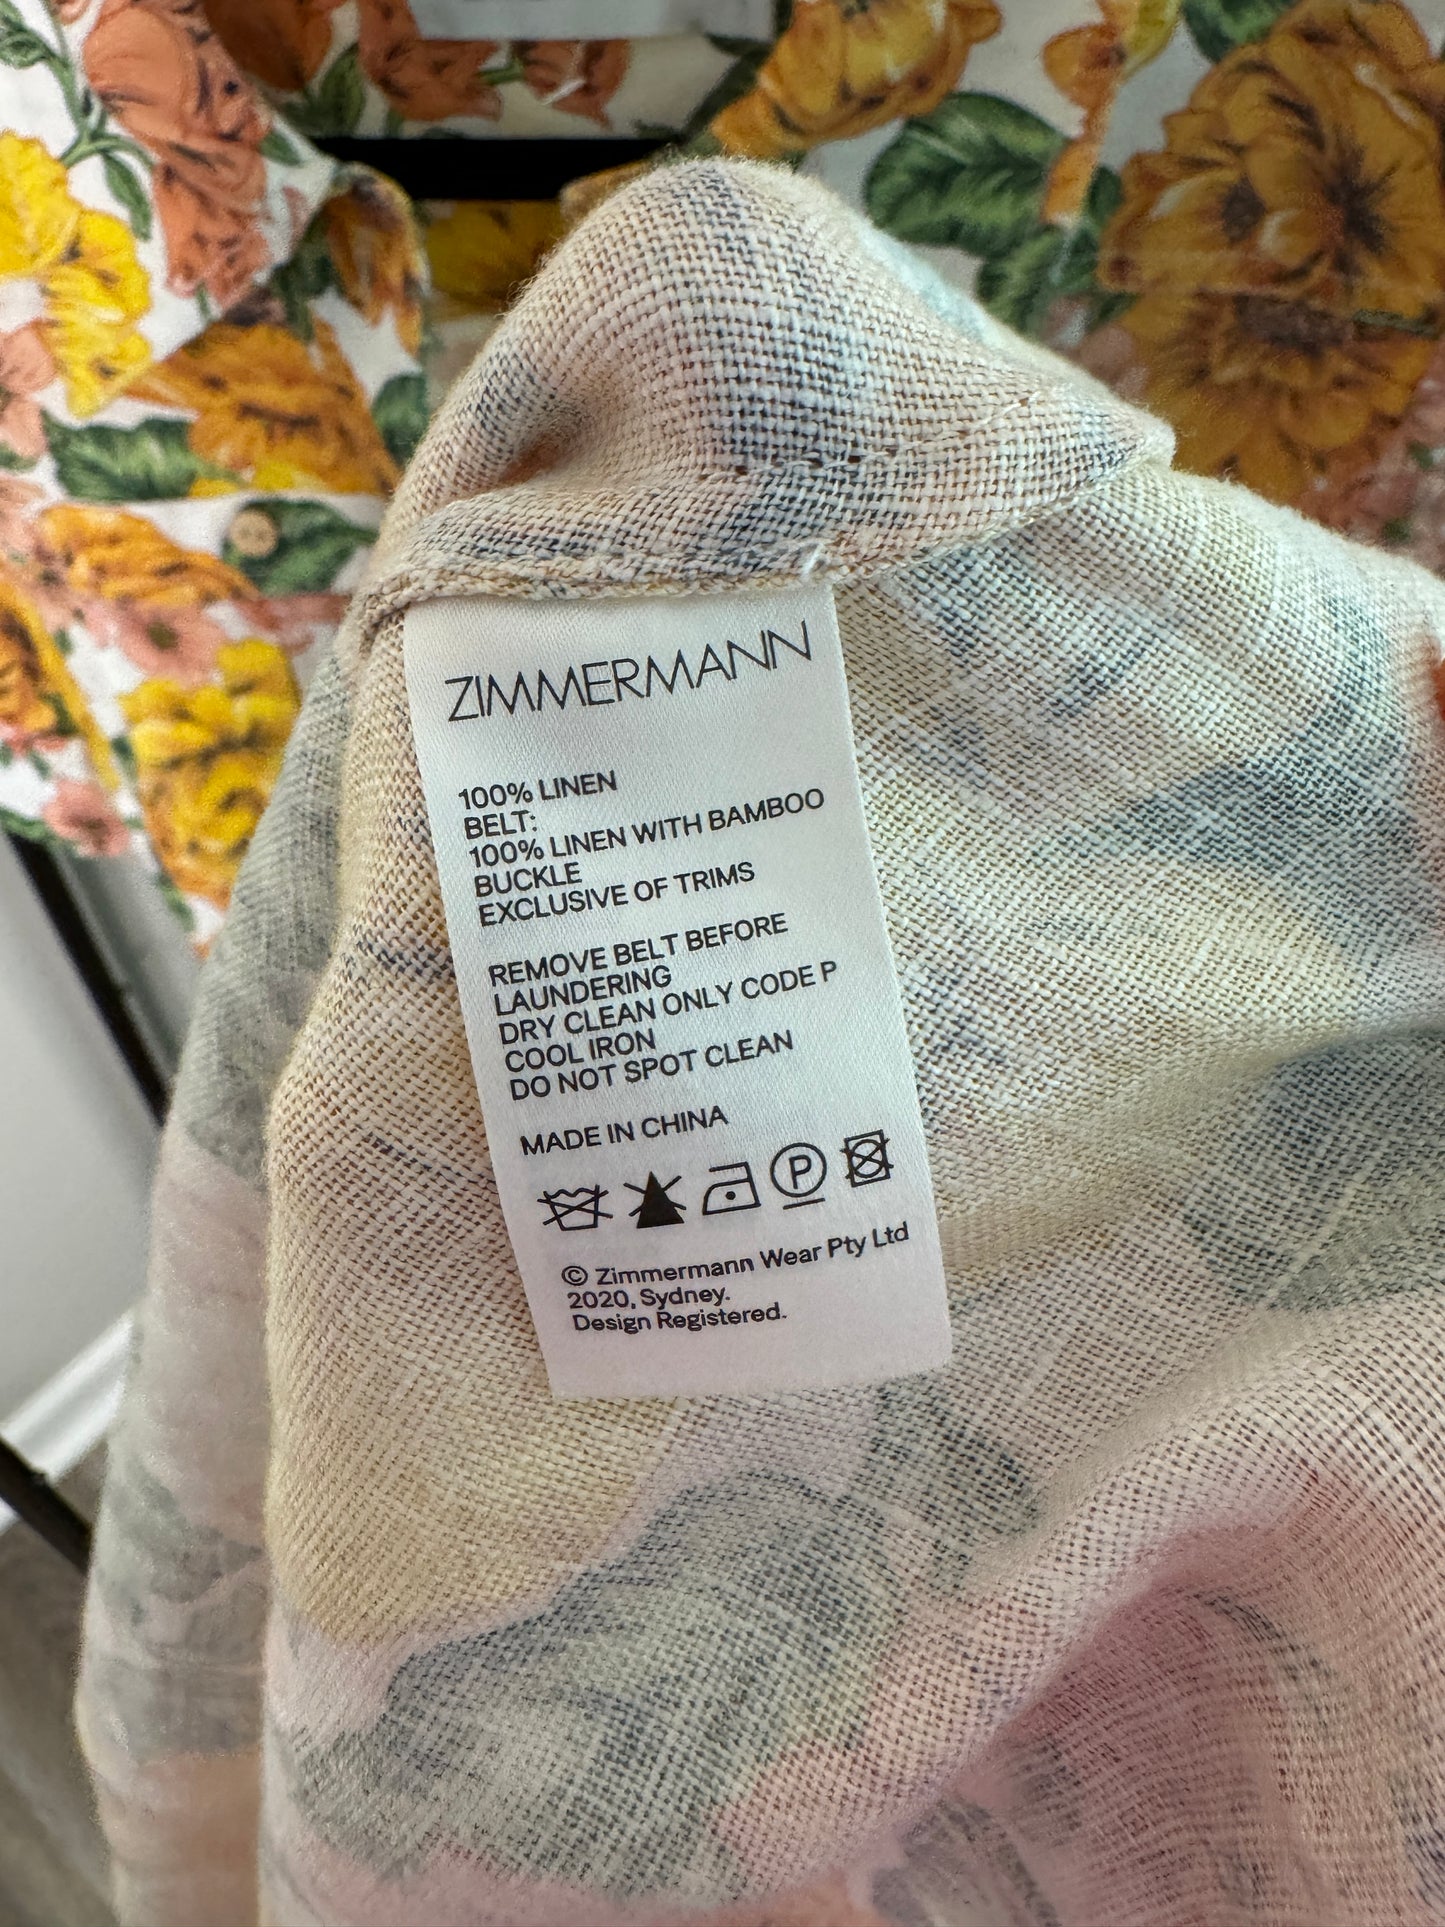 ZIMMERMANN
100% LINEN
BELT:
100% LINEN WITH BAMBOO
BUCKLE
EXCLUSIVE OF TRIMS
REMOVE BELT BEFORE
LAUNDERING
DRY CLEAN ONLY CODE P
COOL IRON
DO NOT SPOT CLEAN
MADE IN CHINA
P
© Zimmermann Wear Pty Ltd
2020, Sydney.
Design Registered.